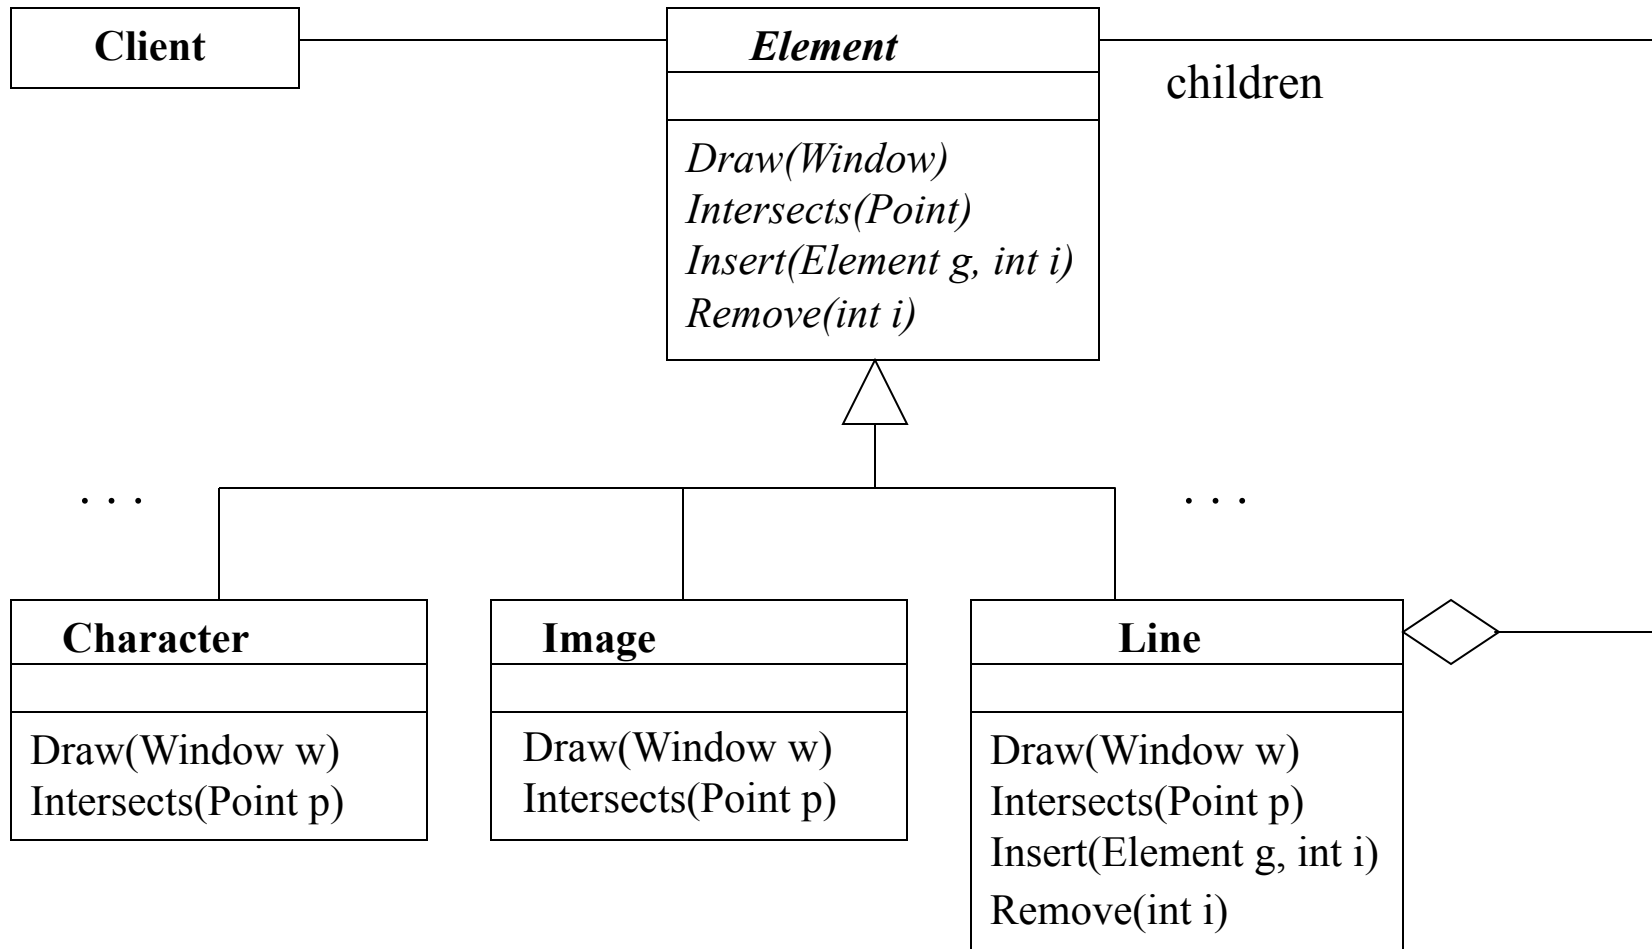 Client
Element
children
Draw(Window)
Intersects(Point)
Insert(Element g, int i)
Remove(int i)
. . .
. . .
Character
Draw(Window w)
Intersects(Point p)
Image
Draw(Window w)
Intersects(Point p)
Line
Draw(Window w)
Intersects(Point p)
Insert(Element g, int i)
Remove(int i)